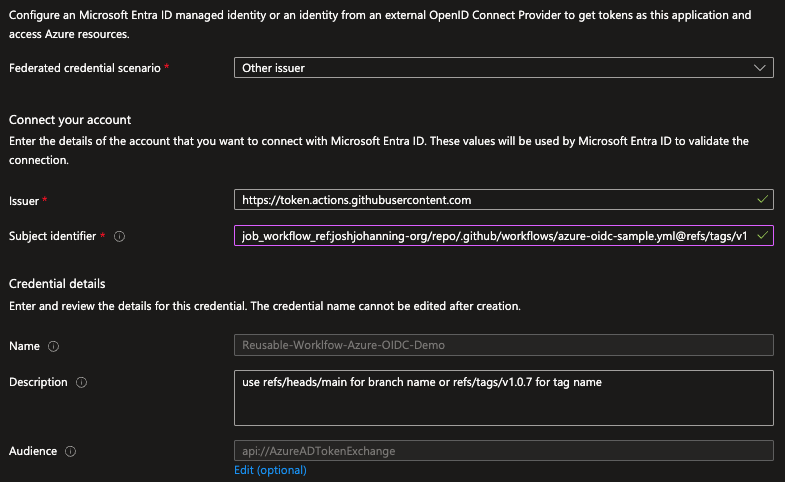 Configure an Microsoft Entra ID managed identity or an identity from an external OpenID Connect Provider to get tokens as this application and
access Azure resources.
Federated credential scenario *
Other issuer
Connect your account
Enter the details of the account that you want to connect with Microsoft Entra ID. These values will be used by Microsoft Entra ID to validate the
connection.
Issuer *
https://token.actions.githubusercontent.com
Subject identifier *
job_workflow_ref:joshjohanning-org/repo/.github/workflows/azure-oidc-sample.yml@refs/tags/v1
Credential details
Enter and review the details for this credential. The credential name cannot be edited after creation.
Name
Reusable-Worklfow-Azure-OIDC-Demo
Description
use refs/heads/main for branch name or refs/tags/v1.0.7 for tag name
Audience
api://AzureADTokenExchange
Edit (optional)